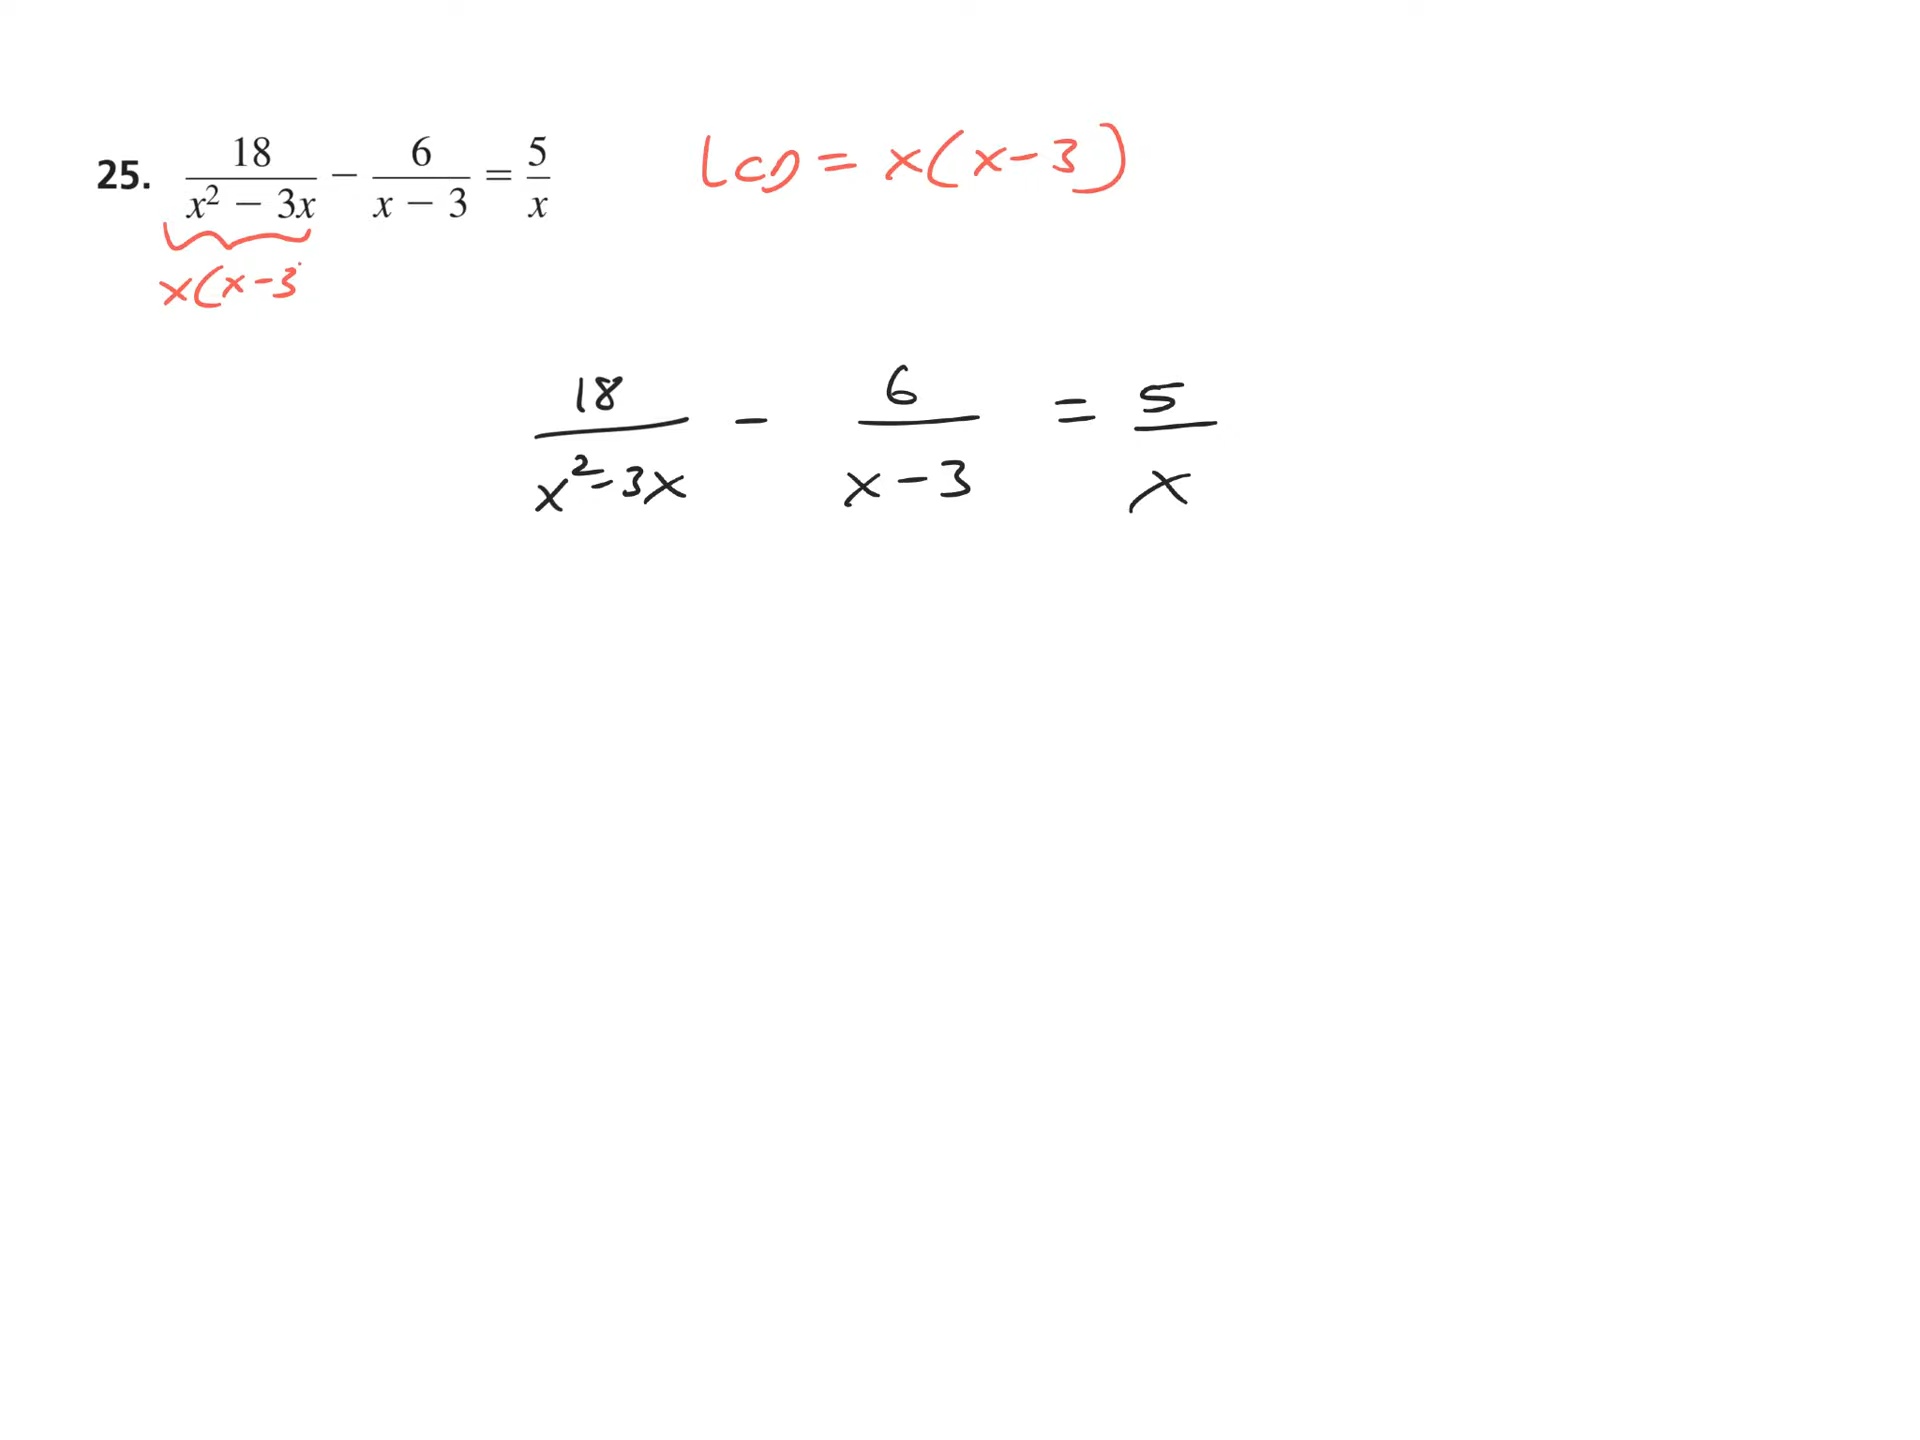 25. 18/(x² − 3x) − 6/(x − 3) = 5/x
LCD = x(x-3)
x(x-3
18/(x²-3x) - 6/(x-3) = 5/x